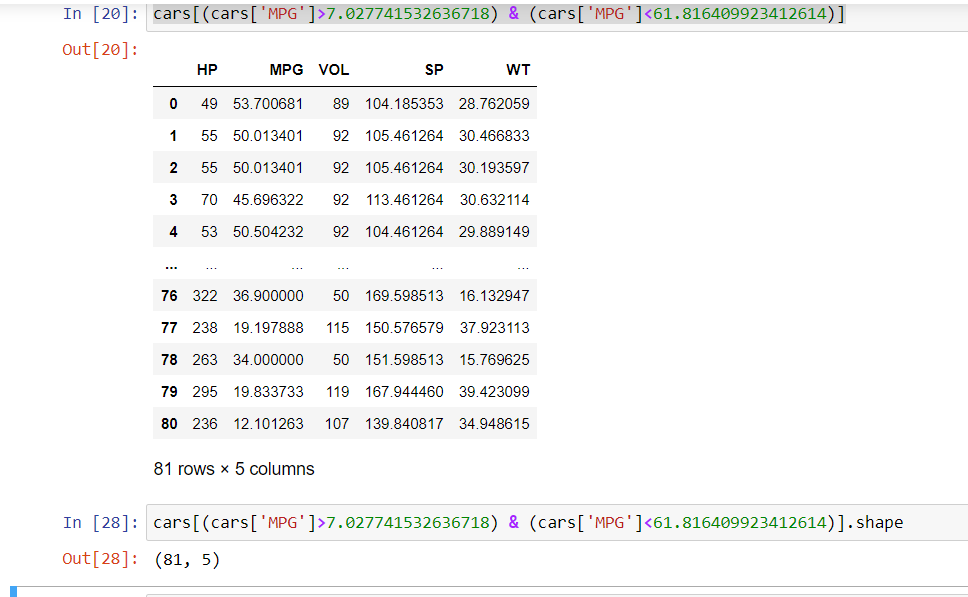 In [20]: cars[(cars['MPG']>7.027741532636718) & (cars['MPG']<61.816409923412614)]
Out[20]:
HP MPG VOL SP WT
0 49 53.700681 89 104.185353 28.762059
1 55 50.013401 92 105.461264 30.466833
2 55 50.013401 92 105.461264 30.193597
3 70 45.696322 92 113.461264 30.632114
4 53 50.504232 92 104.461264 29.889149
... ... ... ... ... ...
76 322 36.900000 50 169.598513 16.132947
77 238 19.197888 115 150.576579 37.923113
78 263 34.000000 50 151.598513 15.769625
79 295 19.833733 119 167.944460 39.423099
80 236 12.101263 107 139.840817 34.948615
81 rows × 5 columns
In [28]: cars[(cars['MPG']>7.027741532636718) & (cars['MPG']<61.816409923412614)].shape
Out[28]: (81, 5)